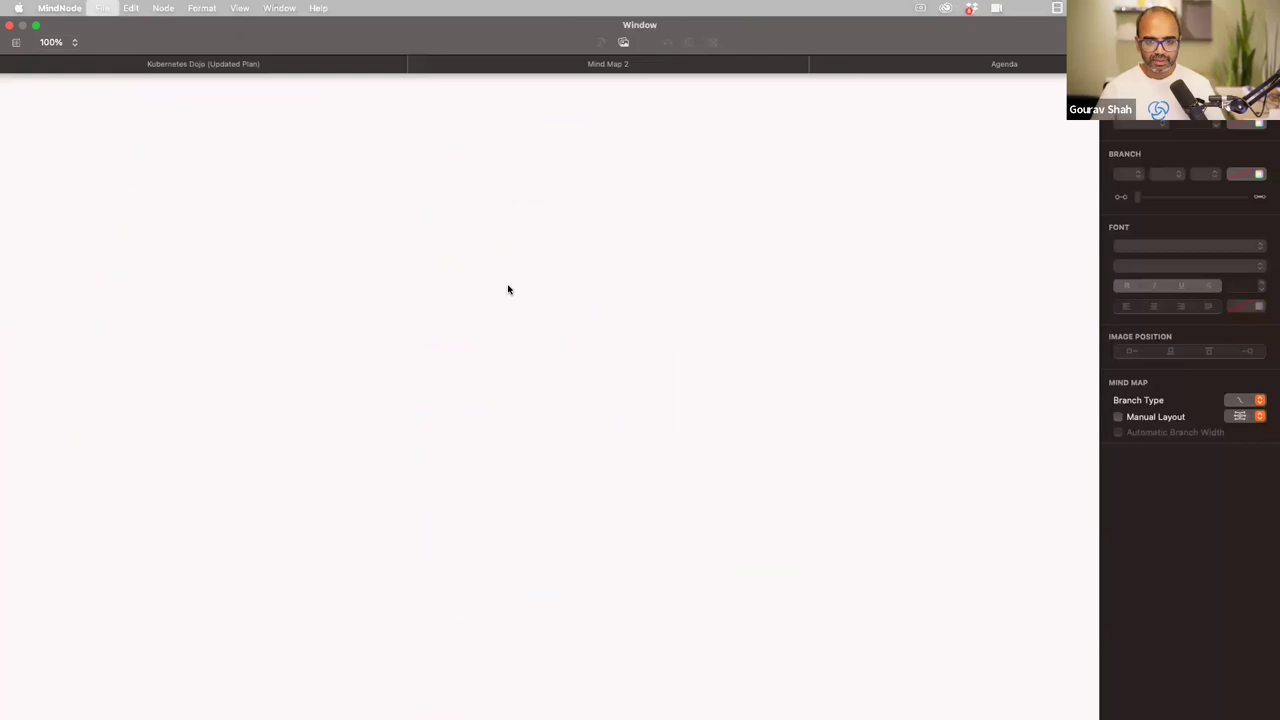 MindNode File Edit Node Format View Window Help
Window
100%
Kubernetes Dojo (Updated Plan) Mind Map 2 Agenda
Gourav Shah
BRANCH
FONT
B I U S
IMAGE POSITION
MIND MAP
Branch Type
Manual Layout
Automatic Branch Width